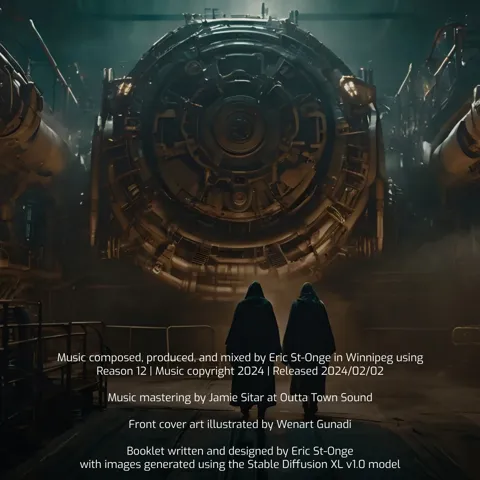 Music composed, produced, and mixed by Eric St-Onge in Winnipeg using
Reason 12 | Music copyright 2024 | Released 2024/02/02
Music mastering by Jamie Sitar at Outta Town Sound
Front cover art illustrated by Wenart Gunadi
Booklet written and designed by Eric St-Onge
with images generated using the Stable Diffusion XL v1.0 model